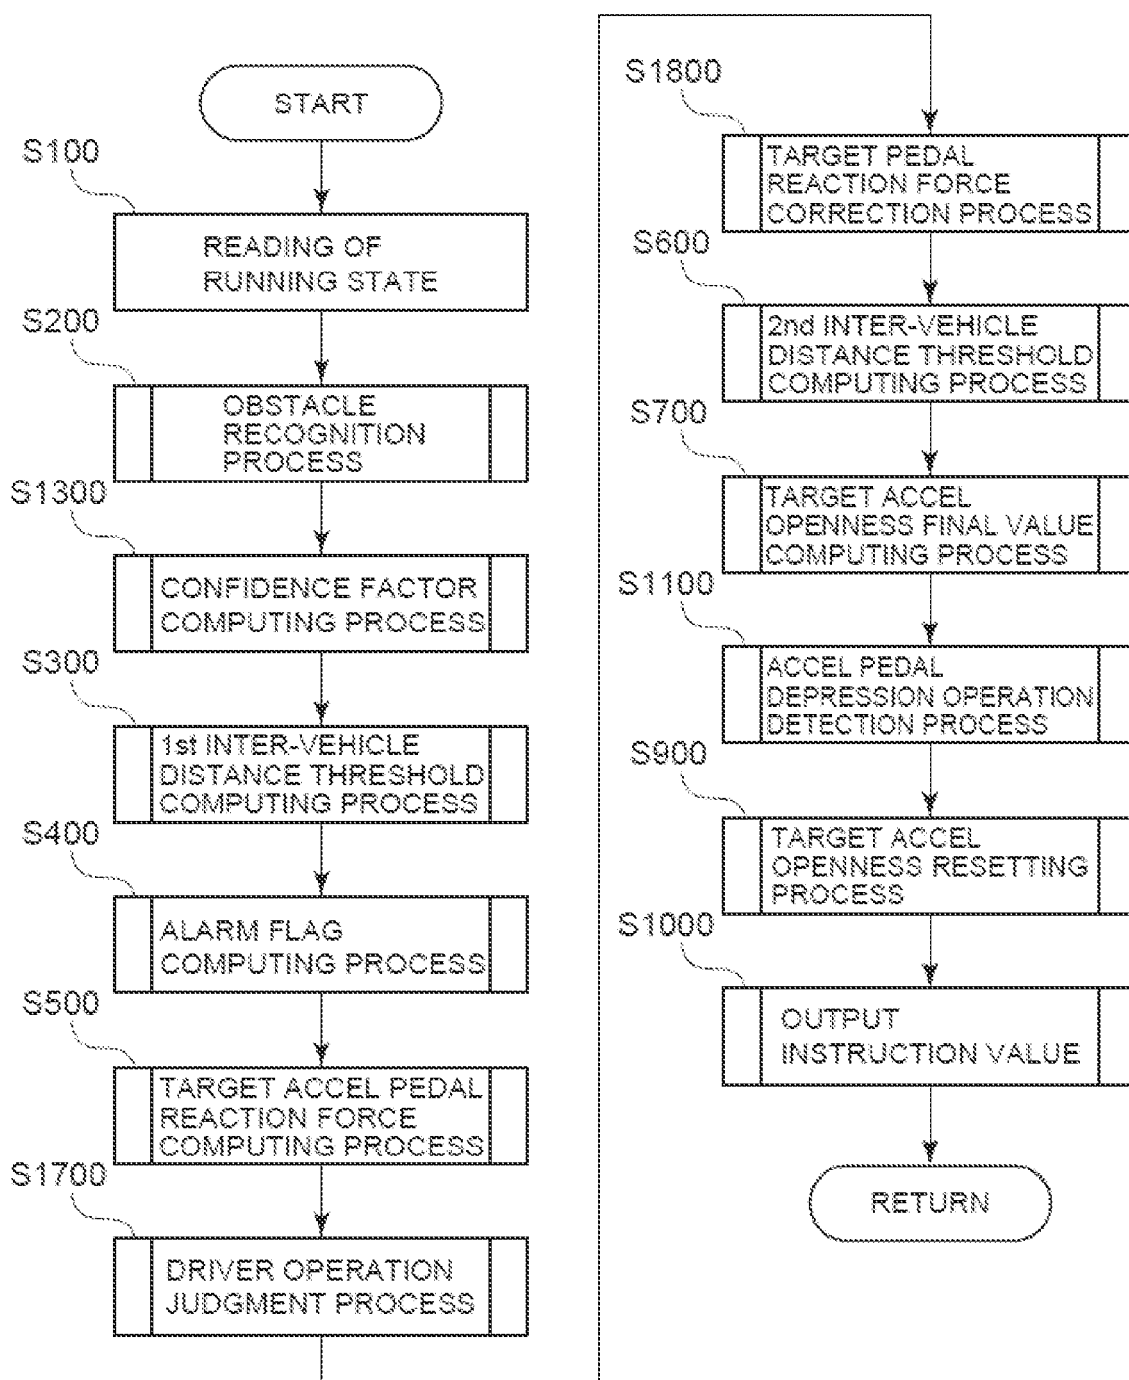 START
S100
READING OF
RUNNING STATE
S200
OBSTACLE
RECOGNITION
PROCESS
S1300
CONFIDENCE FACTOR
COMPUTING PROCESS
S300
1st INTER-VEHICLE
DISTANCE THRESHOLD
COMPUTING PROCESS
S400
ALARM FLAG
COMPUTING PROCESS
S500
TARGET ACCEL PEDAL
REACTION FORCE
COMPUTING PROCESS
S1700
DRIVER OPERATION
JUDGMENT PROCESS
S1800
TARGET PEDAL
REACTION FORCE
CORRECTION PROCESS
S600
2nd INTER-VEHICLE
DISTANCE THRESHOLD
COMPUTING PROCESS
S700
TARGET ACCEL
OPENNESS FINAL VALUE
COMPUTING PROCESS
S1100
ACCEL PEDAL
DEPRESSION OPERATION
DETECTION PROCESS
S900
TARGET ACCEL
OPENNESS RESETTING
PROCESS
S1000
OUTPUT
INSTRUCTION VALUE
RETURN